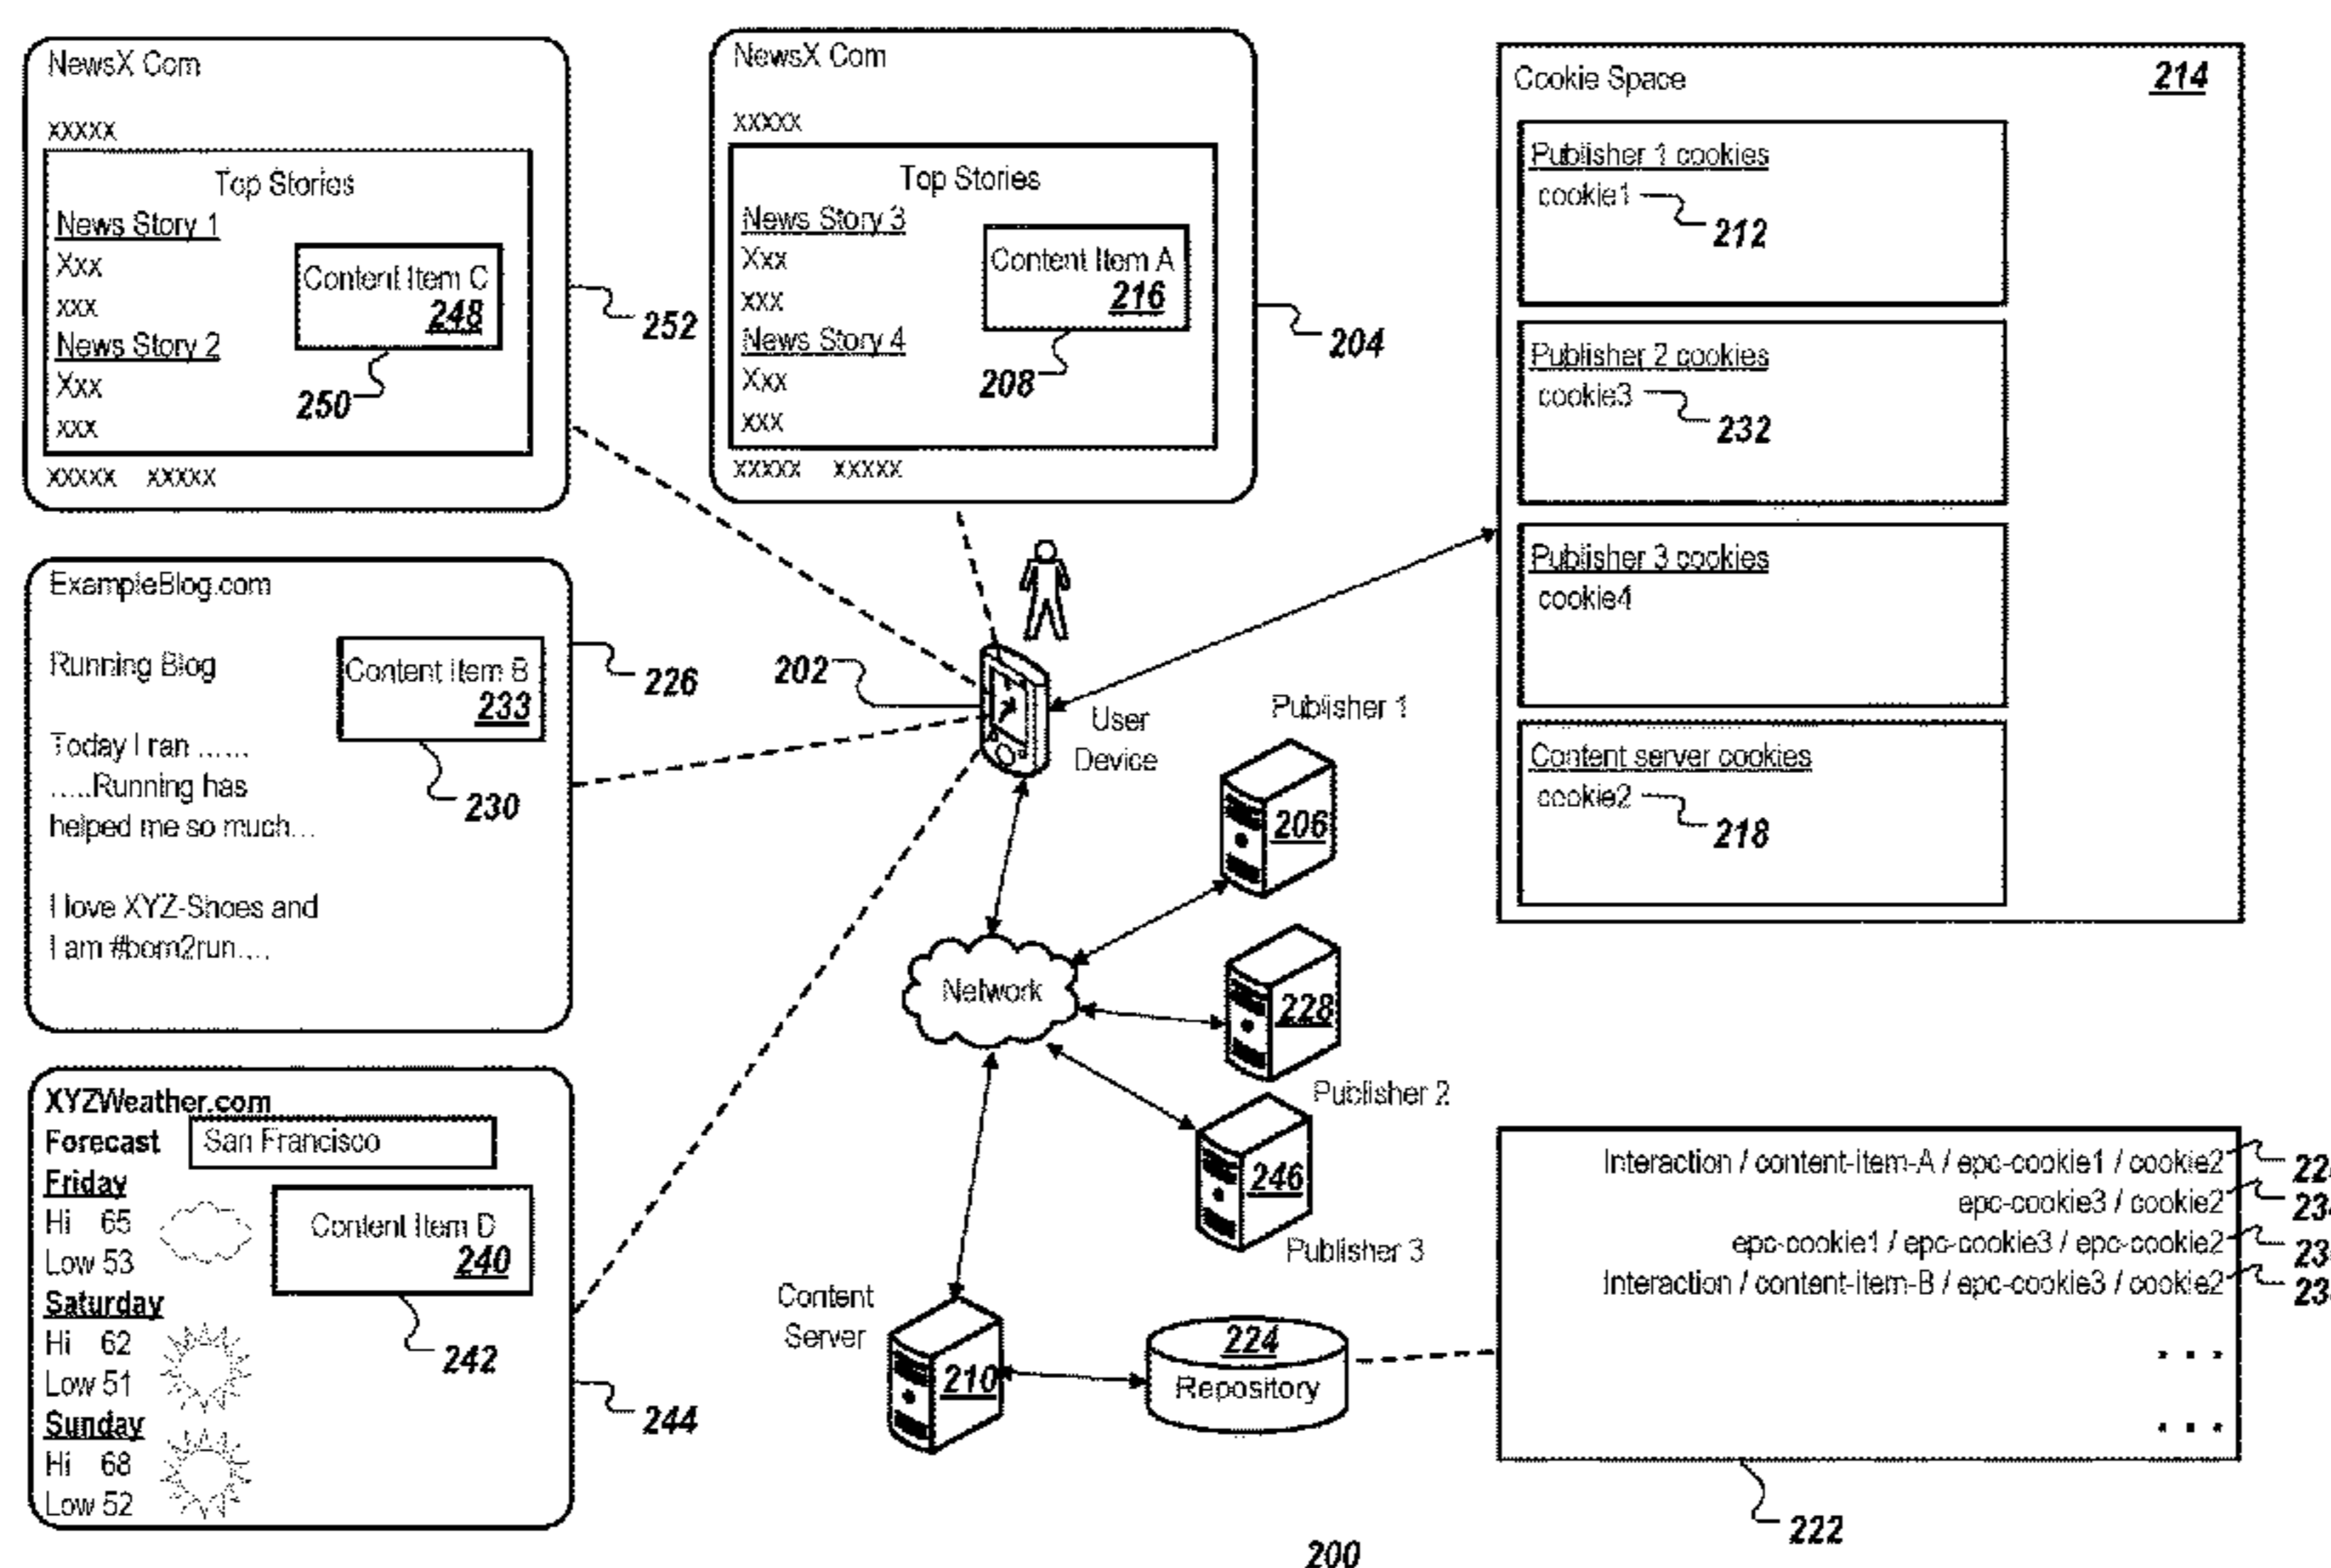 NewsX Com
xxxxx
Top Stories
News Story 1
Xxx
xxx
News Story 2
Xxx
xxx
Content Item C
248
250
xxxxx xxxxx
252
NewsX Com
xxxxx
Top Stories
News Story 3
Xxx
xxx
News Story 4
Xxx
xxx
Content Item A
216
208
xxxxx xxxxx
204
Cookie Space
214
Publisher 1 cookies
cookie1
212
Publisher 2 cookies
cookie3
232
Publisher 3 cookies
cookie4
Content server cookies
cookie2
218
ExampleBlog.com
Running Blog
Content Item B
233
230
226
Today I ran ......
.....Running has
helped me so much...
I love XYZ-Shoes and
I am #born2run....
202
User
Device
Publisher 1
206
Network
228
Publisher 2
246
Publisher 3
Content
Server
210
224
Repository
XYZWeather.com
Forecast
San Francisco
Friday
Hi 65
Low 53
Content Item D
240
242
Saturday
Hi 62
Low 51
244
Sunday
Hi 68
Low 52
Interaction / content-item-A / epc-cookie1 / cookie2
epc-cookie3 / cookie2
epc-cookie1 / epc-cookie3 / epc-cookie2
Interaction / content-item-B / epc-cookie3 / cookie2
. . .
. . .
222
200